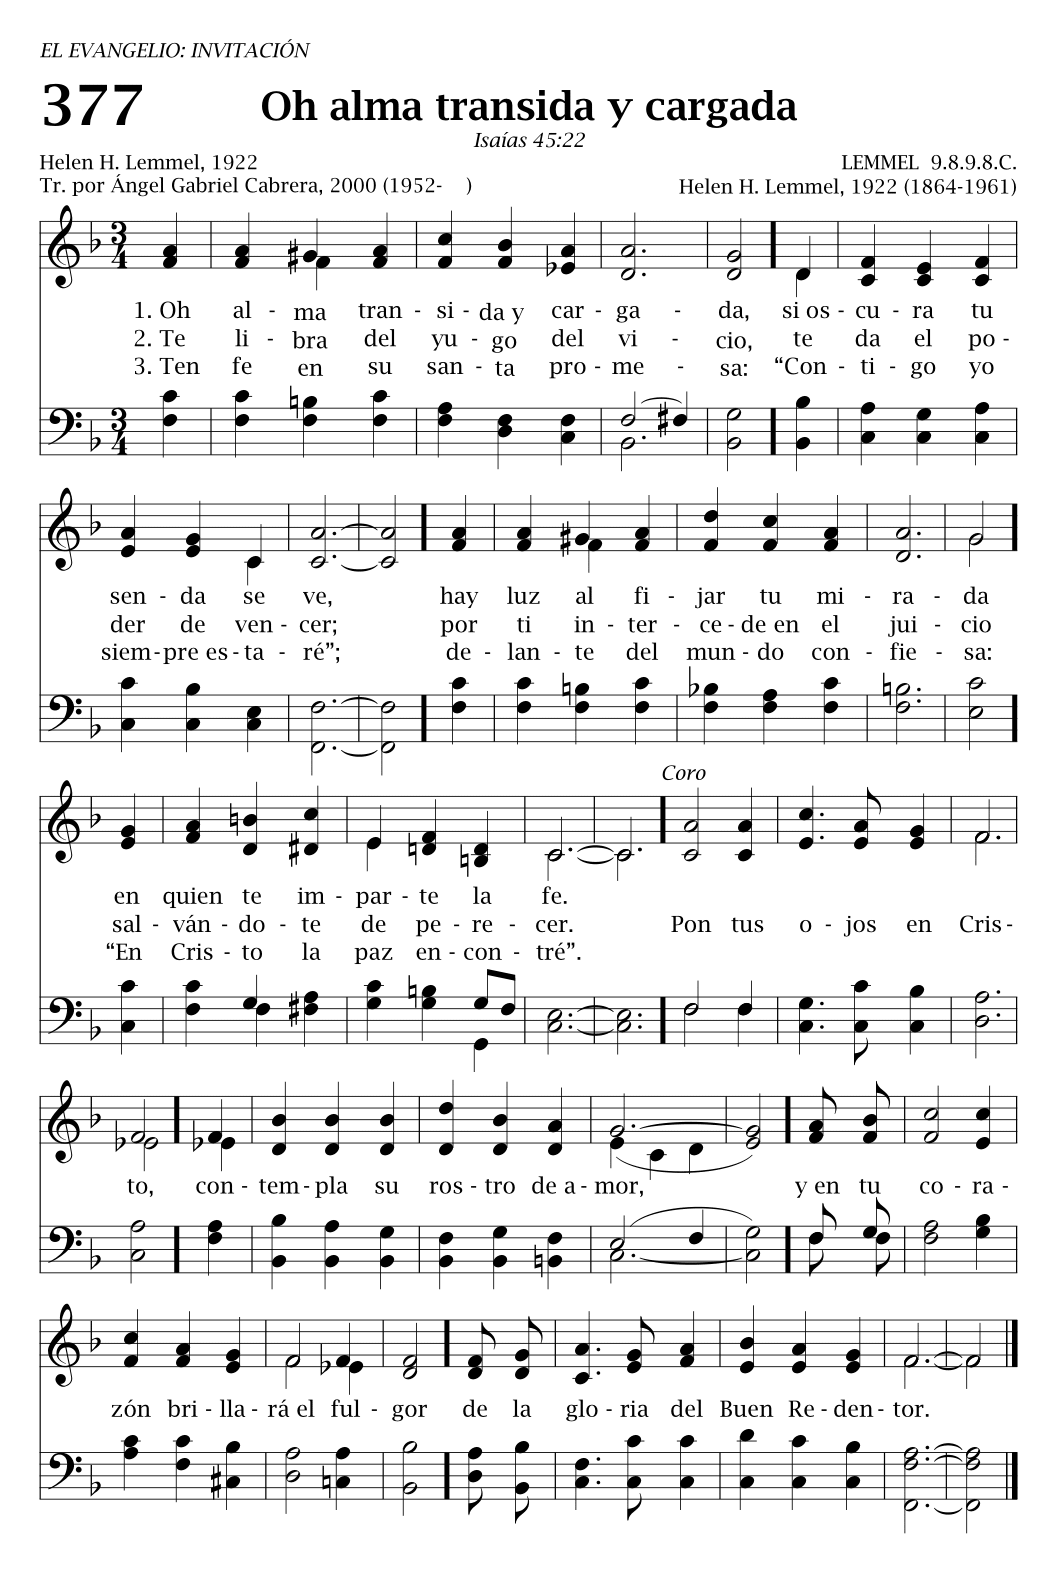 EL EVANGELIO: INVITACIÓN
377 Oh alma transida y cargada
Isaías 45:22
Helen H. Lemmel, 1922
LEMMEL 9.8.9.8.C.
Tr. por Ángel Gabriel Cabrera, 2000 (1952- )
Helen H. Lemmel, 1922 (1864-1961)
1. Oh al - ma tran - si - da y car - ga - da, si os - cu - ra tu
2. Te li - bra del yu - go del vi - cio, te da el po -
3. Ten fe en su san - ta pro - me - sa: “Con - ti - go yo
sen - da se ve, hay luz al fi - jar tu mi - ra - da
der de ven - cer; por ti in - ter - ce - de en el jui - cio
siem - pre es - ta - ré”; de - lan - te del mun - do con - fie - sa:
Coro
en quien te im - par - te la fe.
sal - ván - do - te de pe - re - cer. Pon tus o - jos en Cris -
“En Cris - to la paz en - con - tré”.
to, con - tem - pla su ros - tro de a - mor, y en tu co - ra -
zón bri - lla - rá el ful - gor de la glo - ria del Buen Re - den - tor.